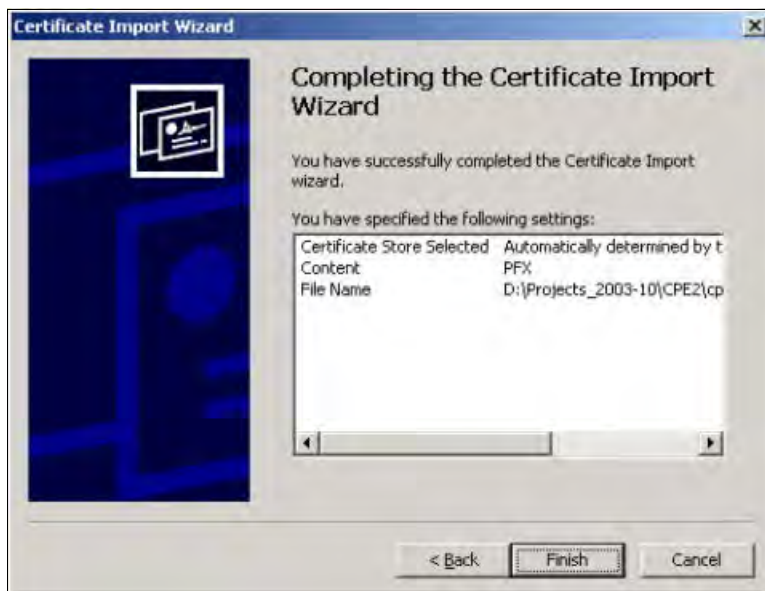 Certificate Import Wizard
Completing the Certificate Import
Wizard
You have successfully completed the Certificate Import
wizard.
You have specified the following settings:
Certificate Store Selected Automatically determined by t
Content PFX
File Name D:\Projects_2003-10\CPE2\cp
< Back Finish Cancel